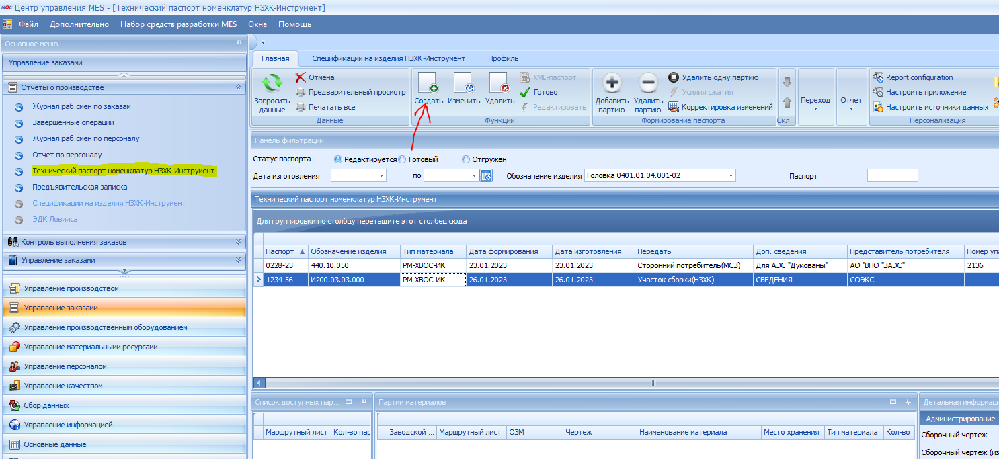 мос Центр управления MES - [Технический паспорт номенклатур НЗХК-Инструмент]
Файл Дополнительно Набор средств разработки MES Окна Помощь
Основное меню
Управление заказами
Отчеты о производстве
Журнал раб.смен по заказам
Завершенные операции
Журнал раб.смен по персоналу
Отчет по персоналу
Технический паспорт номенклатур НЗХК-Инструмент
Предъявительская записка
Спецификации на изделия НЗХК-Инструмент
ЭДК Ловииса
Контроль выполнения заказов
Управление заказами
Управление производством
Управление заказами
Управление производственным оборудованием
Управление материальными ресурсами
Управление персоналом
Управление качеством
Сбор данных
Управление информацией
Основные данные
Главная Спецификации на изделия НЗХК-Инструмент Профиль
Запросить данные
Отмена
Предварительный просмотр
Печатать все
Данные
Создать Изменить Удалить
XML-паспорт
Готово
Редактировать
Функции
Добавить партию
Удалить партию
Удалить одну партию
Усилия сжатия
Корректировка изменений
Формирование паспорта
Скл...
Переход
Отчет
Report configuration
Настроить приложение
Настроить источники данных
Персонализация
Панель фильтрации
Статус паспорта Редактируется Готовый Отгружен
Дата изготовления по Обозначение изделия Головка 0401.01.04.001-02 Паспорт
Технический паспорт номенклатур НЗХК-Инструмент
Для группировки по столбцу перетащите этот столбец сюда
Паспорт Обозначение изделия Тип материала Дата формирования Дата изготовления Передать Доп. сведения Представитель потребителя Номер упа
0228-23 440.10.050 РМ-ХВОС-ИК 23.01.2023 23.01.2023 Сторонний потребитель(МСЗ) Для АЭС "Дукованы" АО "ВПО "ЗАЭС" 2136
1234-56 И200.03.03.000 РМ-ХВОС-ИК 26.01.2023 26.01.2023 Участок сборки(НЗХК) СВЕДЕНИЯ СОЭКС
Список доступных пар...
Маршрутный лист Кол-во пар
Партии материалов
Заводской ... Маршрутный лист ОЗМ Чертеж Наименование материала Место хранения Тип материала Кол-во
Детальная информаци
Администрирование
Сборочный чертеж
Сборочный чертеж (из